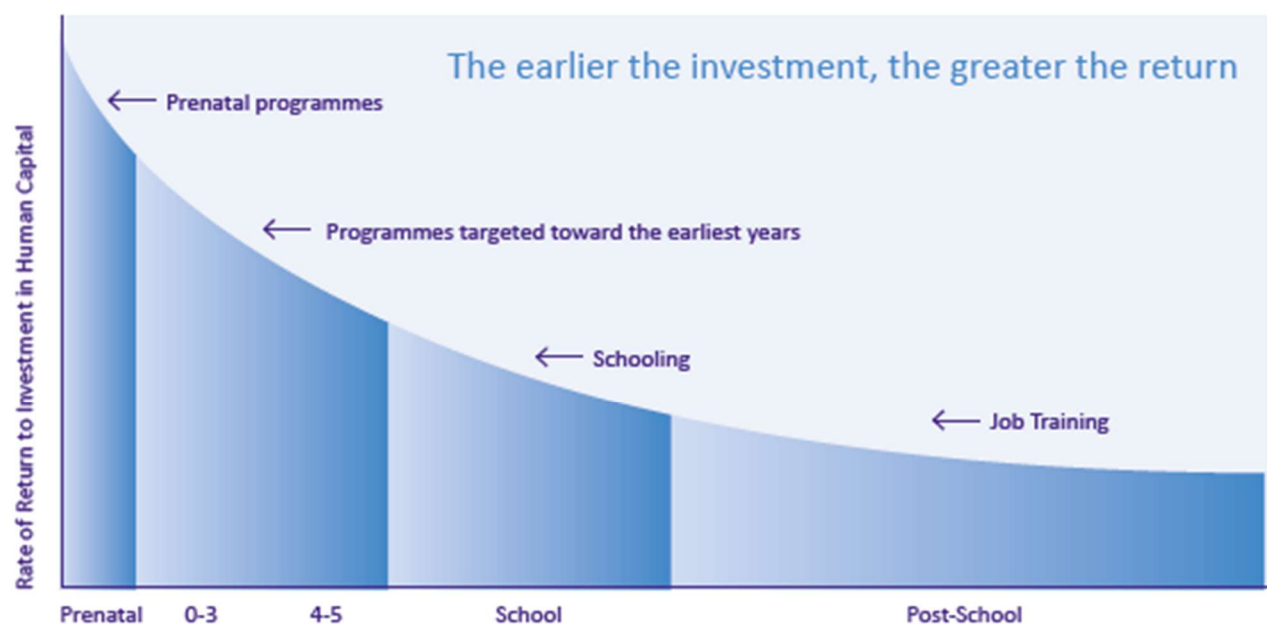 The earlier the investment, the greater the return
Prenatal programmes
Programmes targeted toward the earliest years
Schooling
Job Training
Rate of Return to Investment in Human Capital
Prenatal 0-3 4-5 School Post-School